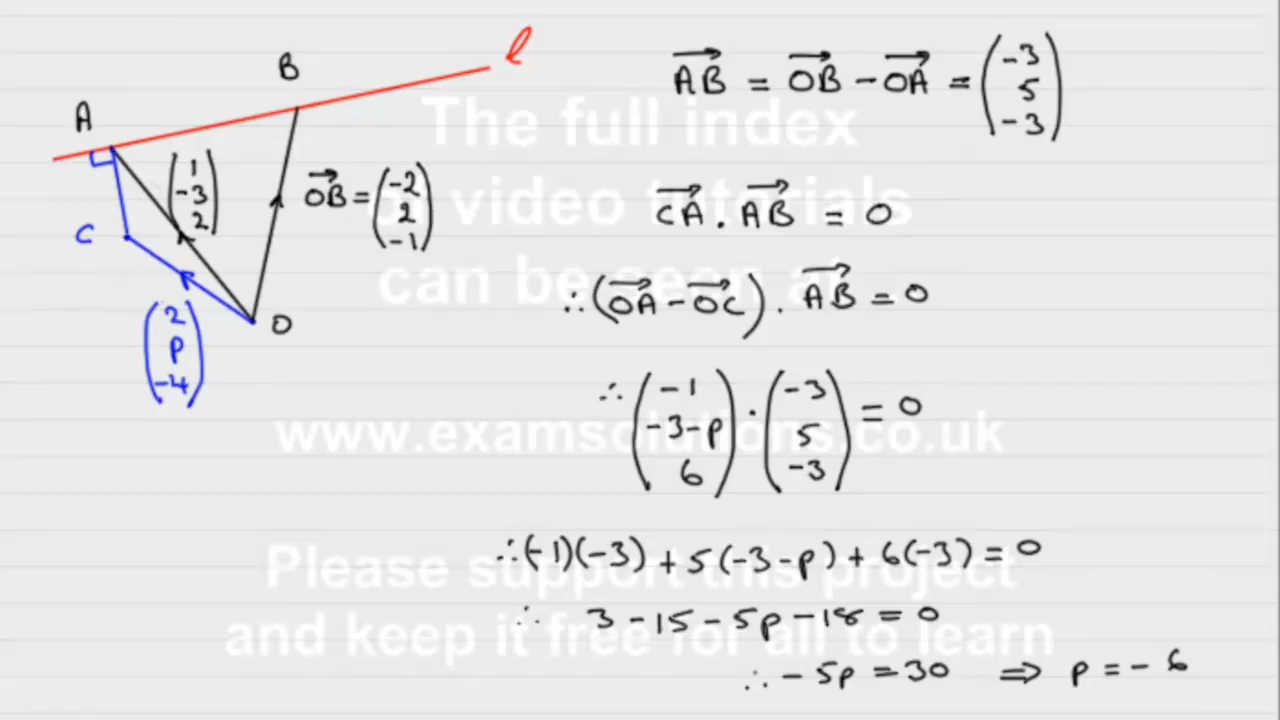 ℓ
B
A
C
O
(1
-3
2)
OB = (-2
2
-1)
(2
p
-4)
AB = OB - OA = (-3
5
-3)
CA . AB = 0
∴ (OA - OC) . AB = 0
∴ (-1
-3-p
6) . (-3
5
-3) = 0
∴ (-1)(-3) + 5(-3-p) + 6(-3) = 0
∴ 3 - 15 - 5p - 18 = 0
∴ -5p = 30 ⇒ p = -6
The full index
of video tutorials
can be seen at
www.examsolutions.co.uk
Please support this project
and keep it free for all to learn